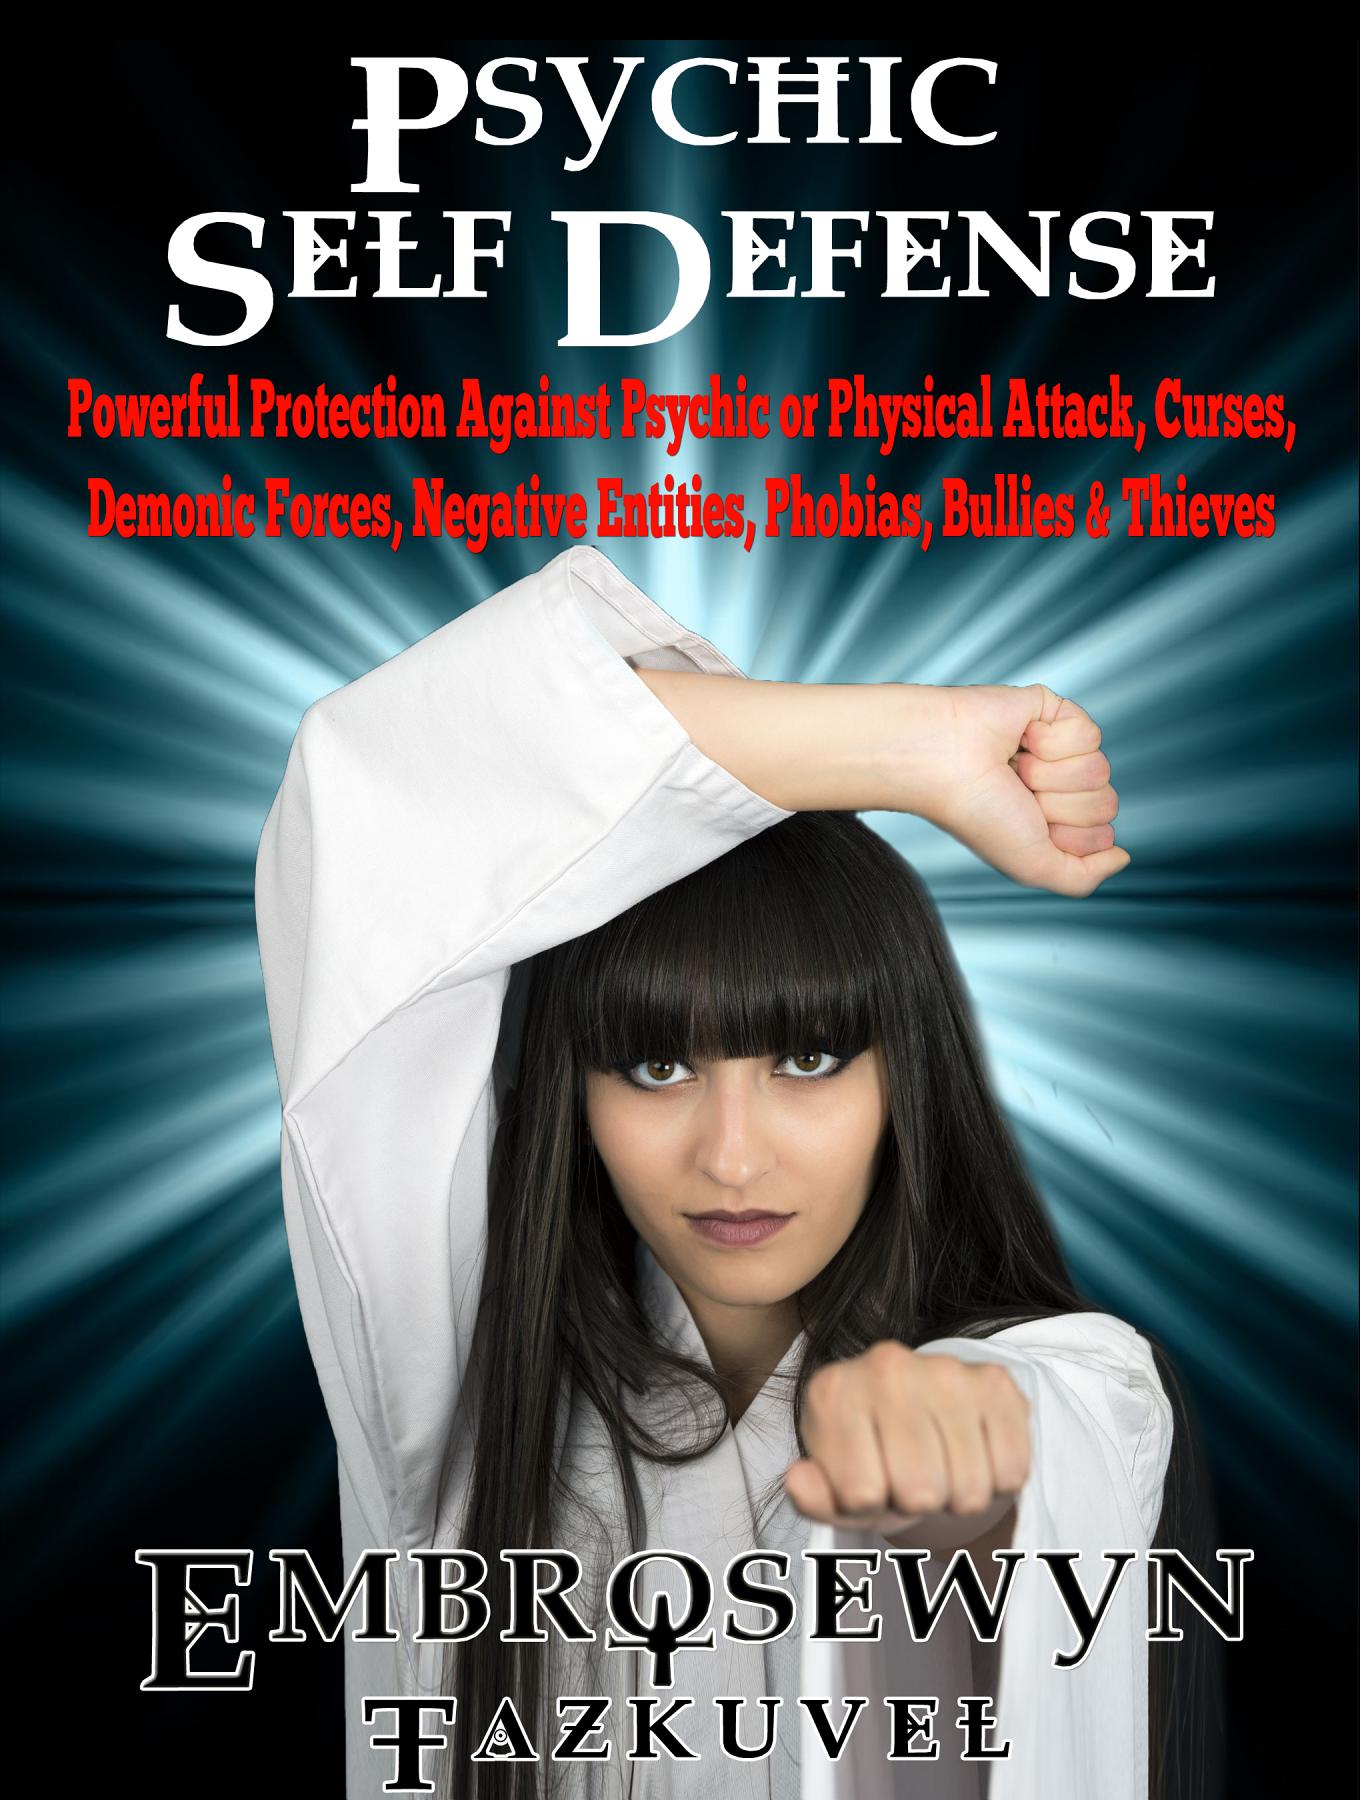 PSYCHIC
SELF DEFENSE
Powerful Protection Against Psychic or Physical Attack, Curses,
Demonic Forces, Negative Entities, Phobias, Bullies & Thieves
EMBROSEWYN
TAZKUVEL